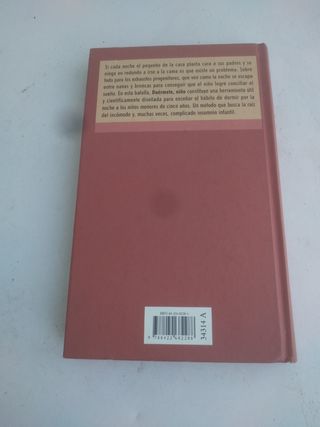 Si cada noche el pequeño de la casa planta cara a sus padres y se
niega en redondo a irse a la cama es que existe un problema. Sobre
todo para los exhaustos progenitores, que ven como la noche se escapa
entre nanas y broncas para conseguir que el niño logre conciliar el
sueño. En esta batalla, Duérmete, niño constituye una herramienta útil
y científicamente diseñada para enseñar el hábito de dormir por la
noche a los niños menores de cinco años. Un método que busca la raíz
del incómodo y, muchas veces, complicado insomnio infantil.
34314 A